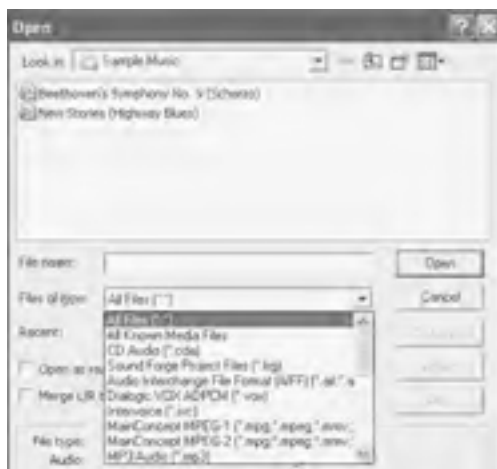 Open
Look in: Sample Music
Beethoven's Symphony No. 9 (Scherzo)
New Stories (Highway Blues)
File name:
Open
Files of type: All Files (*.*)
Cancel
Recent:
All Files (*.*)
All Known Media Files
CD Audio (*.cda)
Sound Forge Project Files (*.frg)
Open as
Audio Interchange File Format (AIFF) (*.aif;*.a
Merge L/R
Dialogic VOX ADPCM (*.vox)
Intervoice (*.ivc)
MainConcept MPEG-1 (*.mpg;*.mpeg;*.mmv;
File type:
MainConcept MPEG-2 (*.mpg;*.mpeg;*.mmv;
Audio:
MP3 Audio (*.mp3)